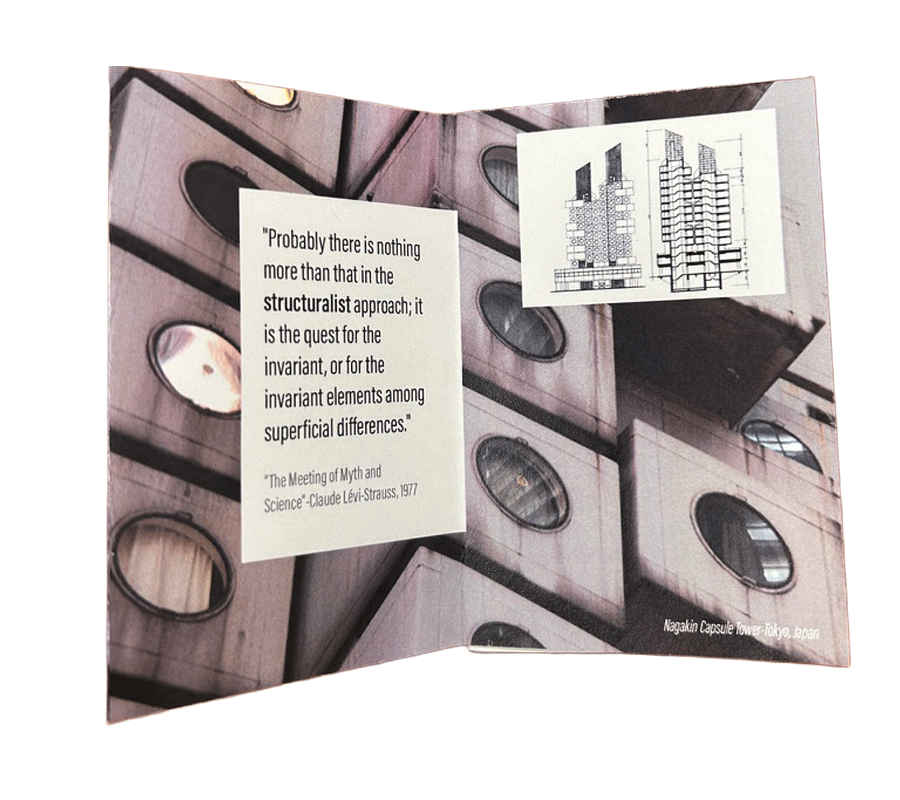 "Probably there is nothing
more than that in the
structuralist approach; it
is the quest for the
invariant, or for the
invariant elements among
superficial differences."
"The Meeting of Myth and
Science"-Claude Lévi-Strauss, 1977
Nagakin Capsule Tower-Tokyo, Japan